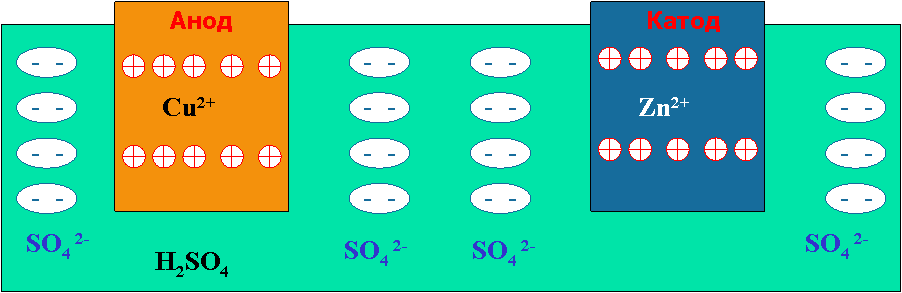 Анод
Катод
Cu²⁺
Zn²⁺
SO₄²⁻
SO₄²⁻
SO₄²⁻
SO₄²⁻
H₂SO₄